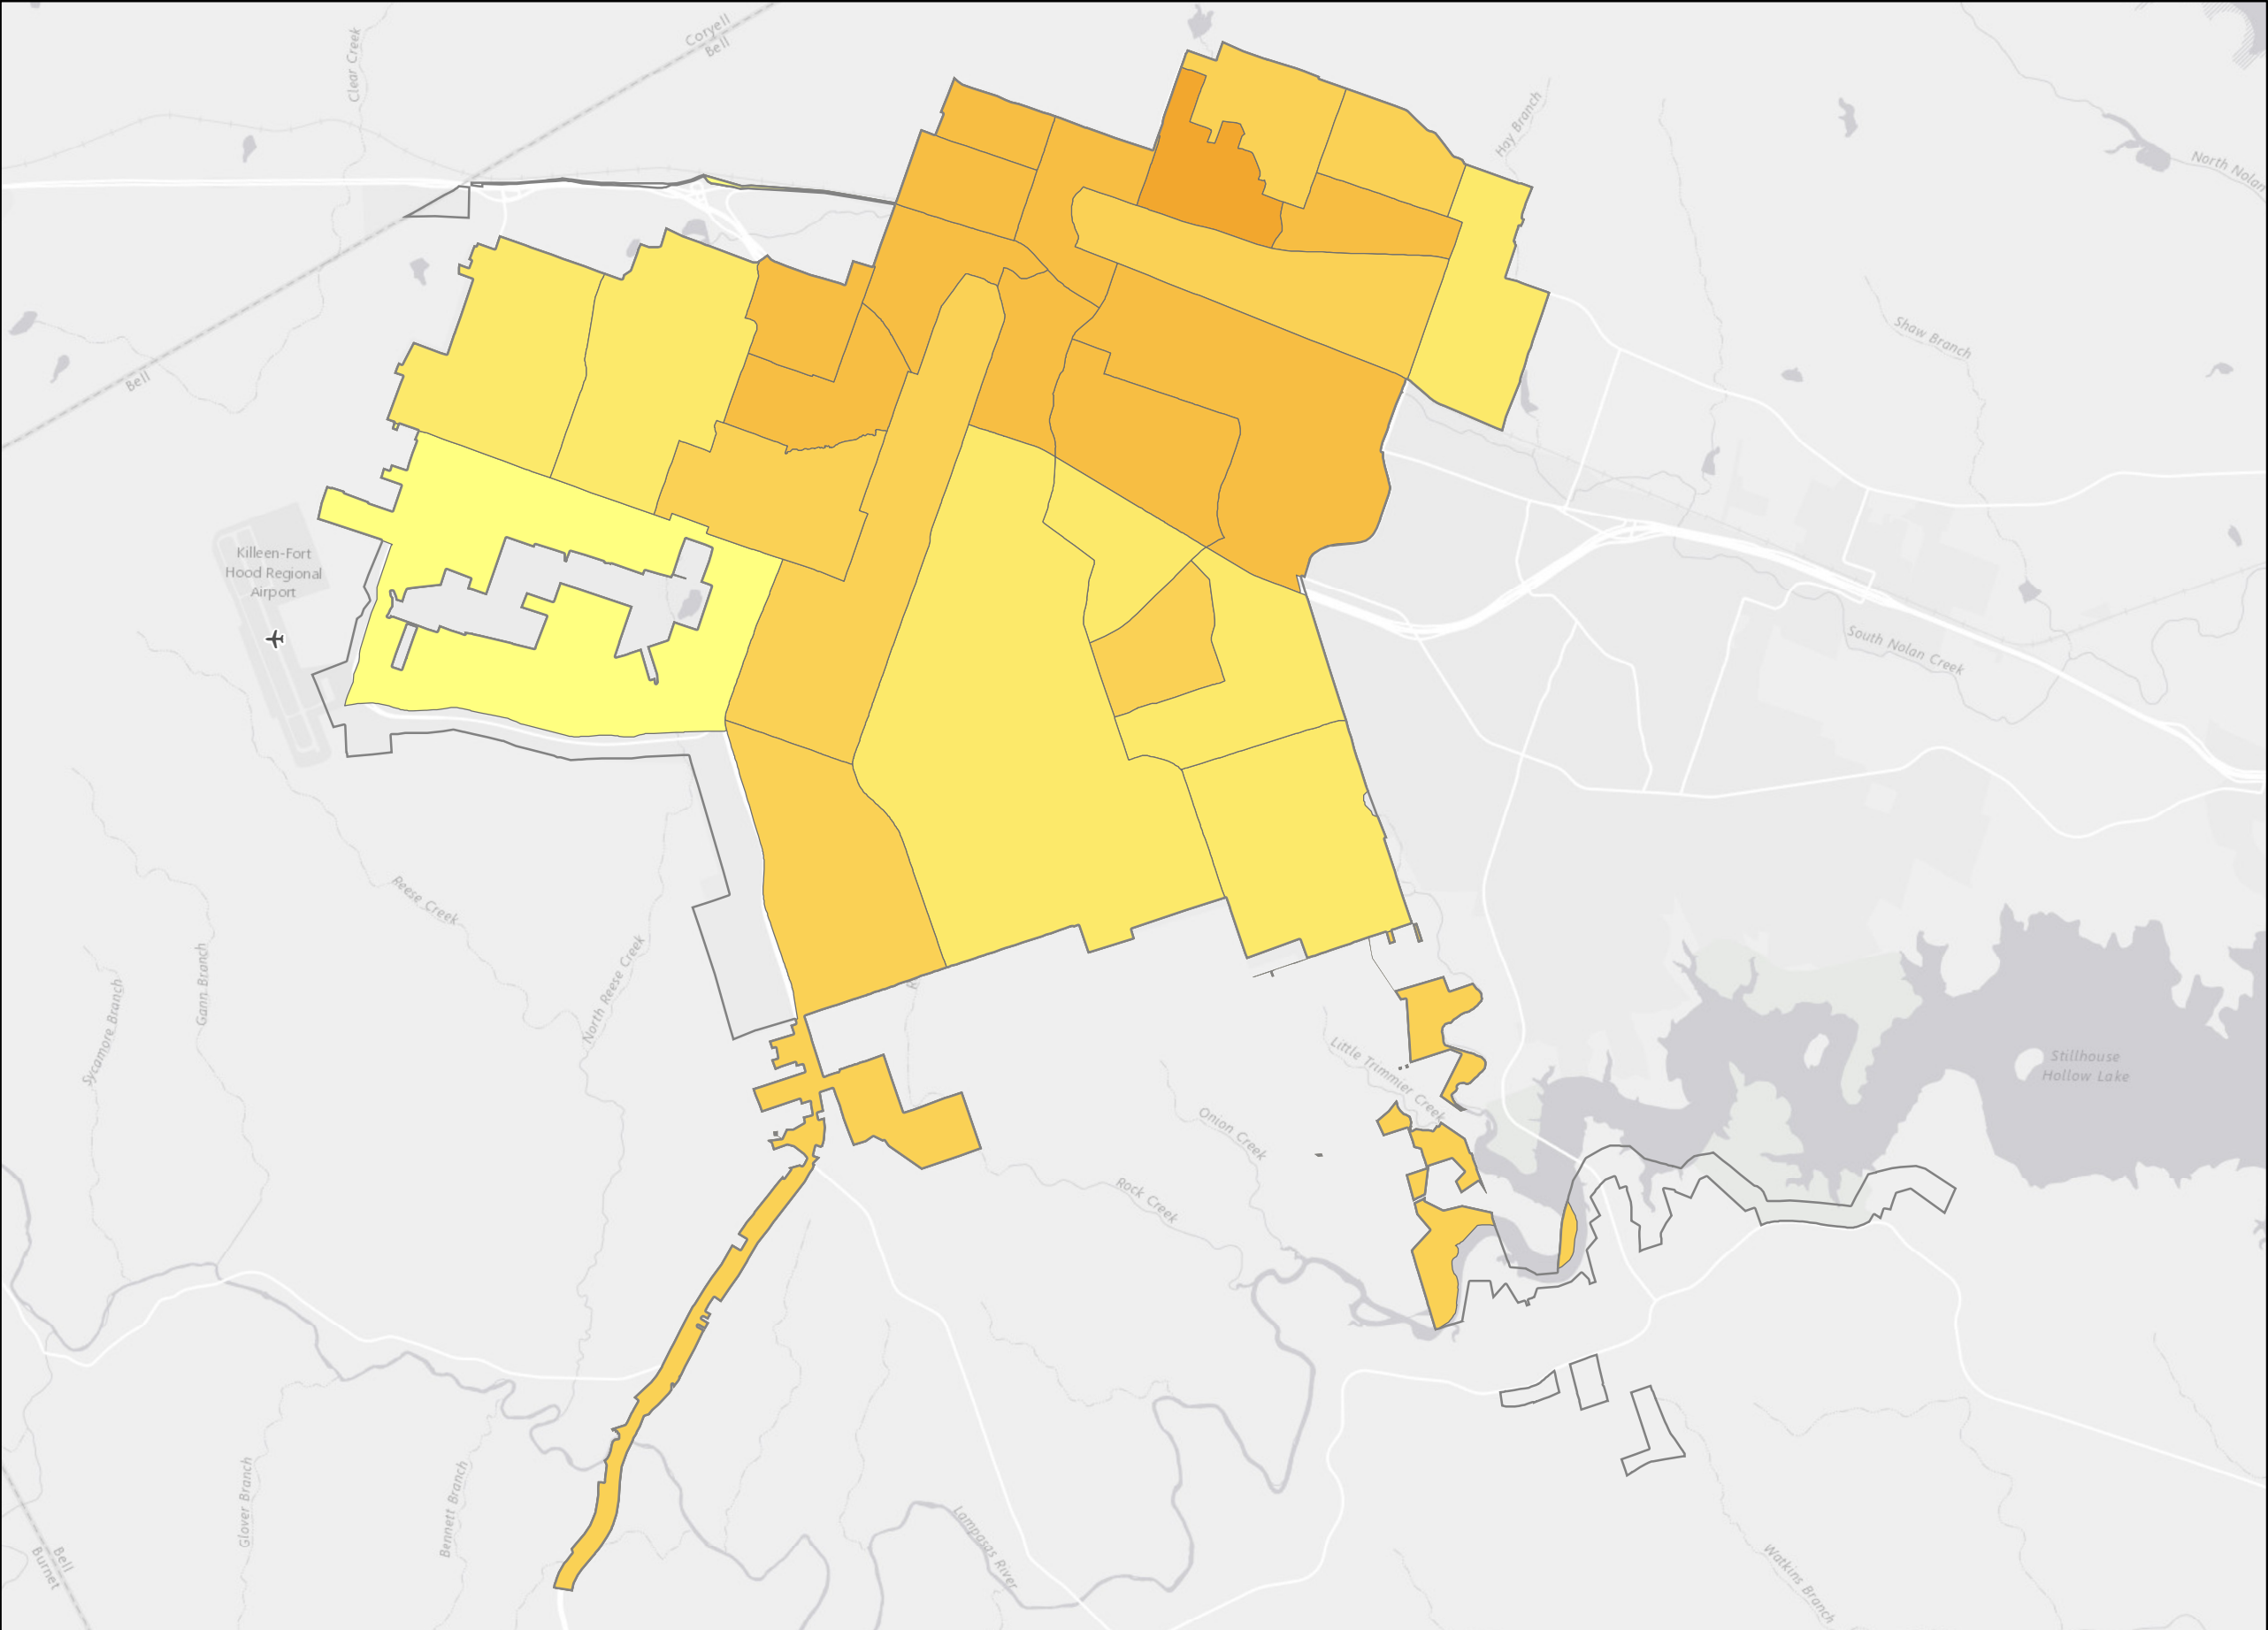 Coryell
Bell
Clear Creek
Hay Branch
North Nolan
Shaw Branch
Bell
Killeen-Fort
Hood Regional
Airport
South Nolan Creek
Reese Creek
North Reese Creek
Gann Branch
Sycamore Branch
Stillhouse
Hollow Lake
Little Trimmier Creek
Onion Creek
Rock Creek
Glover Branch
Bennett Branch
Lampasas River
Watkins Branch
Bell
Burnet